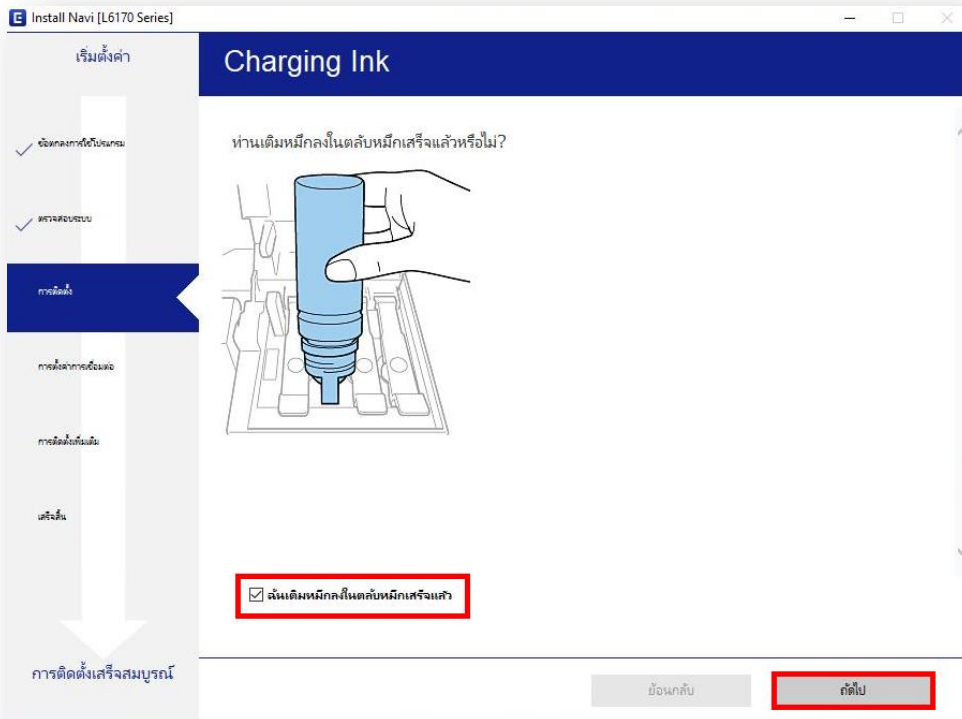 Install Navi [L6170 Series]
เริ่มตั้งค่า
Charging Ink
ข้อตกลงการใช้โปรแกรม
ตรวจสอบระบบ
การติดตั้ง
การตั้งค่าการเชื่อมต่อ
การติดตั้งเพิ่มเติม
เสร็จสิ้น
การติดตั้งเสร็จสมบูรณ์
ท่านเติมหมึกลงในตลับหมึกเสร็จแล้วหรือไม่?
ฉันเติมหมึกลงในตลับหมึกเสร็จแล้ว
ย้อนกลับ
ถัดไป